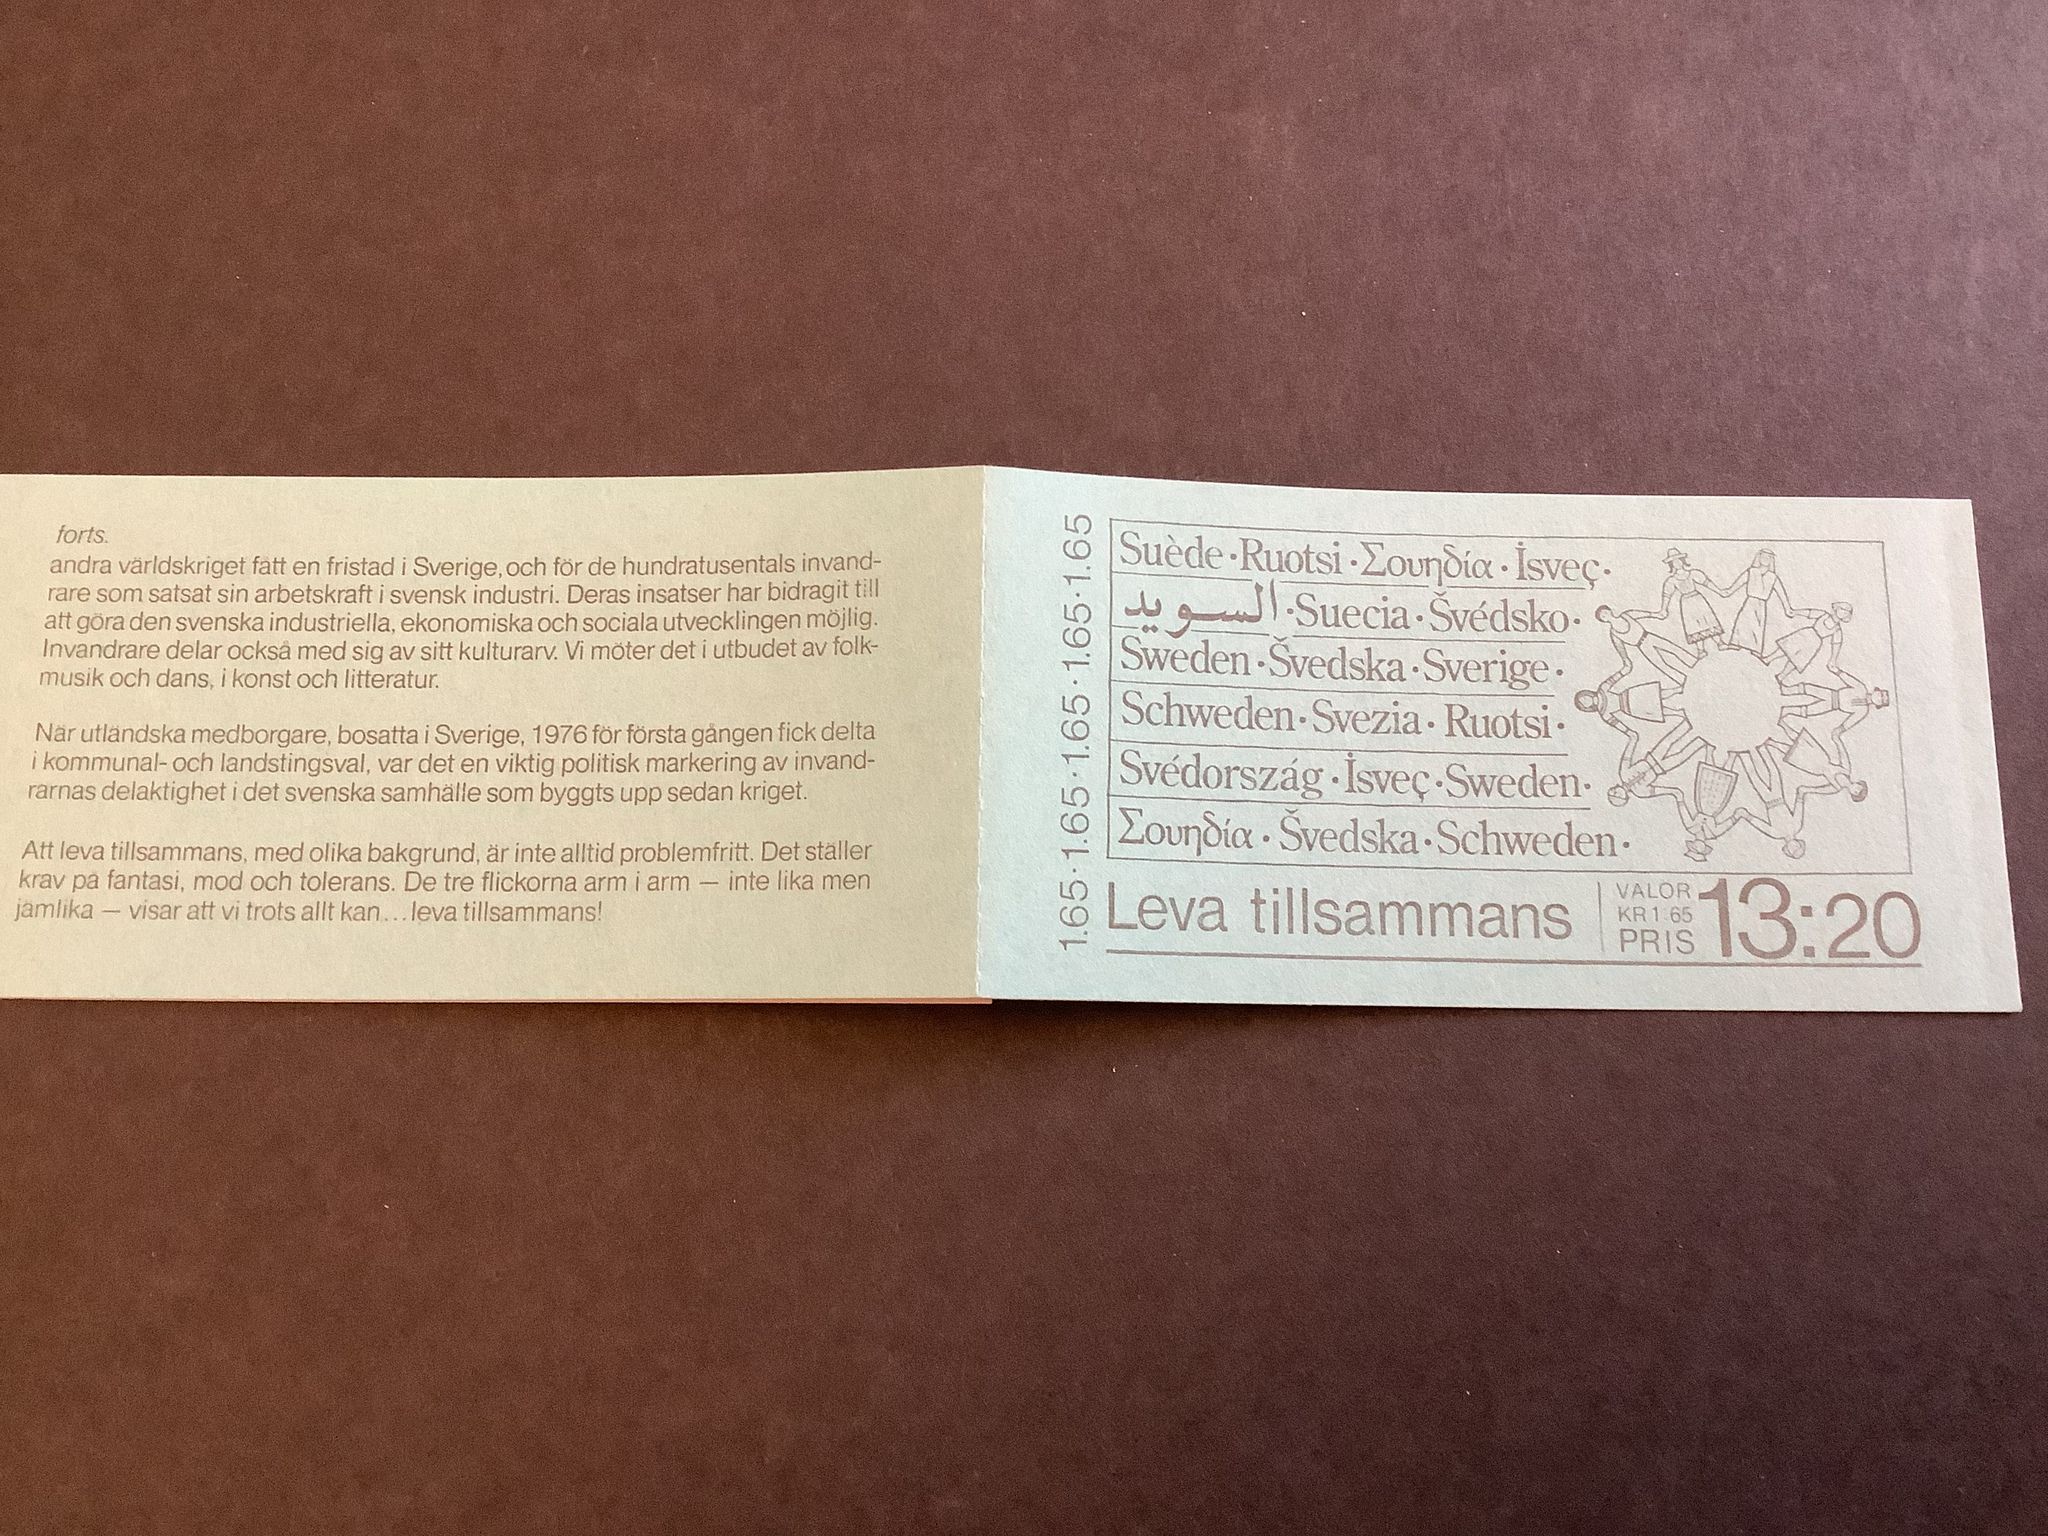 forts.
andra världskriget fått en fristad i Sverige, och för de hundratusentals invand-
rare som satsat sin arbetskraft i svensk industri. Deras insatser har bidragit till
att göra den svenska industriella, ekonomiska och sociala utvecklingen möjlig.
Invandrare delar också med sig av sitt kulturarv. Vi möter det i utbudet av folk-
musik och dans, i konst och litteratur.
När utländska medborgare, bosatta i Sverige, 1976 för första gången fick delta
i kommunal- och landstingsval, var det en viktig politisk markering av invand-
rarnas delaktighet i det svenska samhälle som byggts upp sedan kriget.
Att leva tillsammans, med olika bakgrund, är inte alltid problemfritt. Det ställer
krav på fantasi, mod och tolerans. De tre flickorna arm i arm — inte lika men
jämlika — visar att vi trots allt kan...leva tillsammans!
1.65·1.65·1.65·1.65·1.65·1.65
Suède·Ruotsi·Σουηδία·İsveç·
السويد·Suecia·Švédsko·
Sweden·Švedska·Sverige·
Schweden·Svezia·Ruotsi·
Svédország·İsveç·Sweden·
Σουηδία·Švedska·Schweden·
Leva tillsammans
VALÖR
KR 1.65
PRIS
13:20